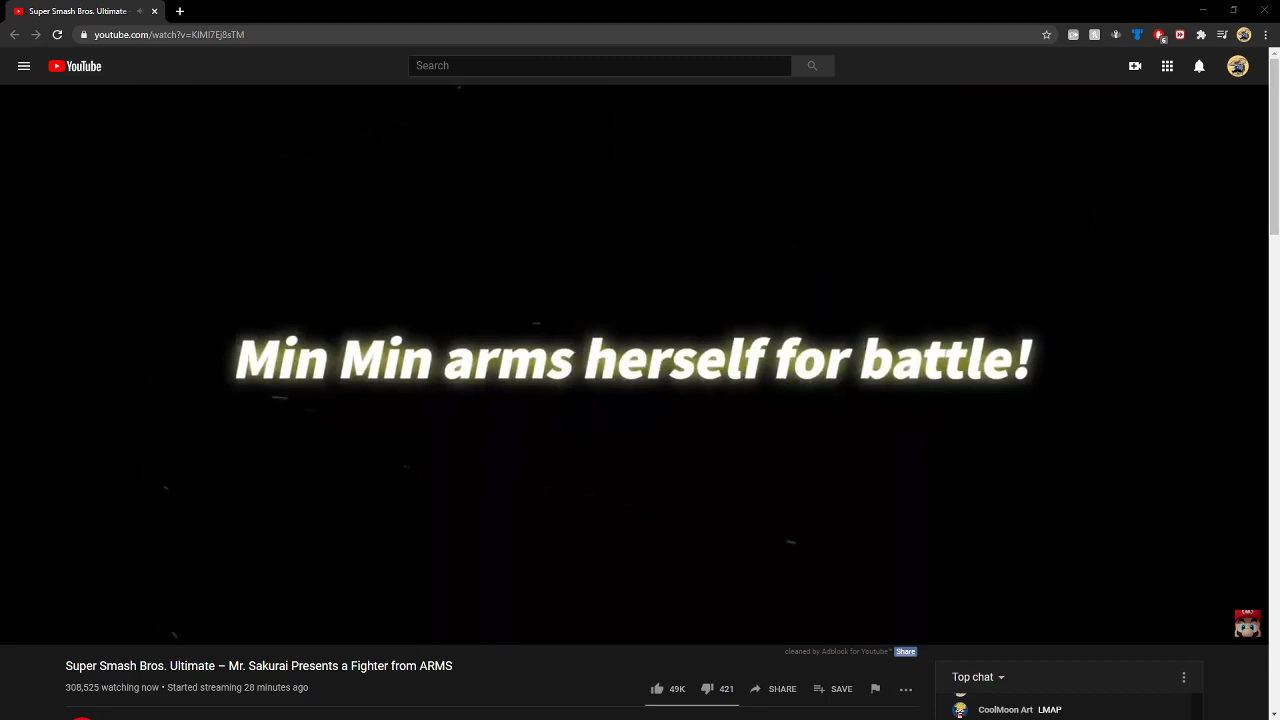 Super Smash Bros. Ultimate -
youtube.com/watch?v=KIMI7Ej8sTM
6
YouTube
Search
Min Min arms herself for battle!
cleaned by Adblock for Youtube™ Share
Super Smash Bros. Ultimate – Mr. Sakurai Presents a Fighter from ARMS
308,525 watching now • Started streaming 28 minutes ago
49K 421 SHARE SAVE
Top chat
CoolMoon Art LMAP